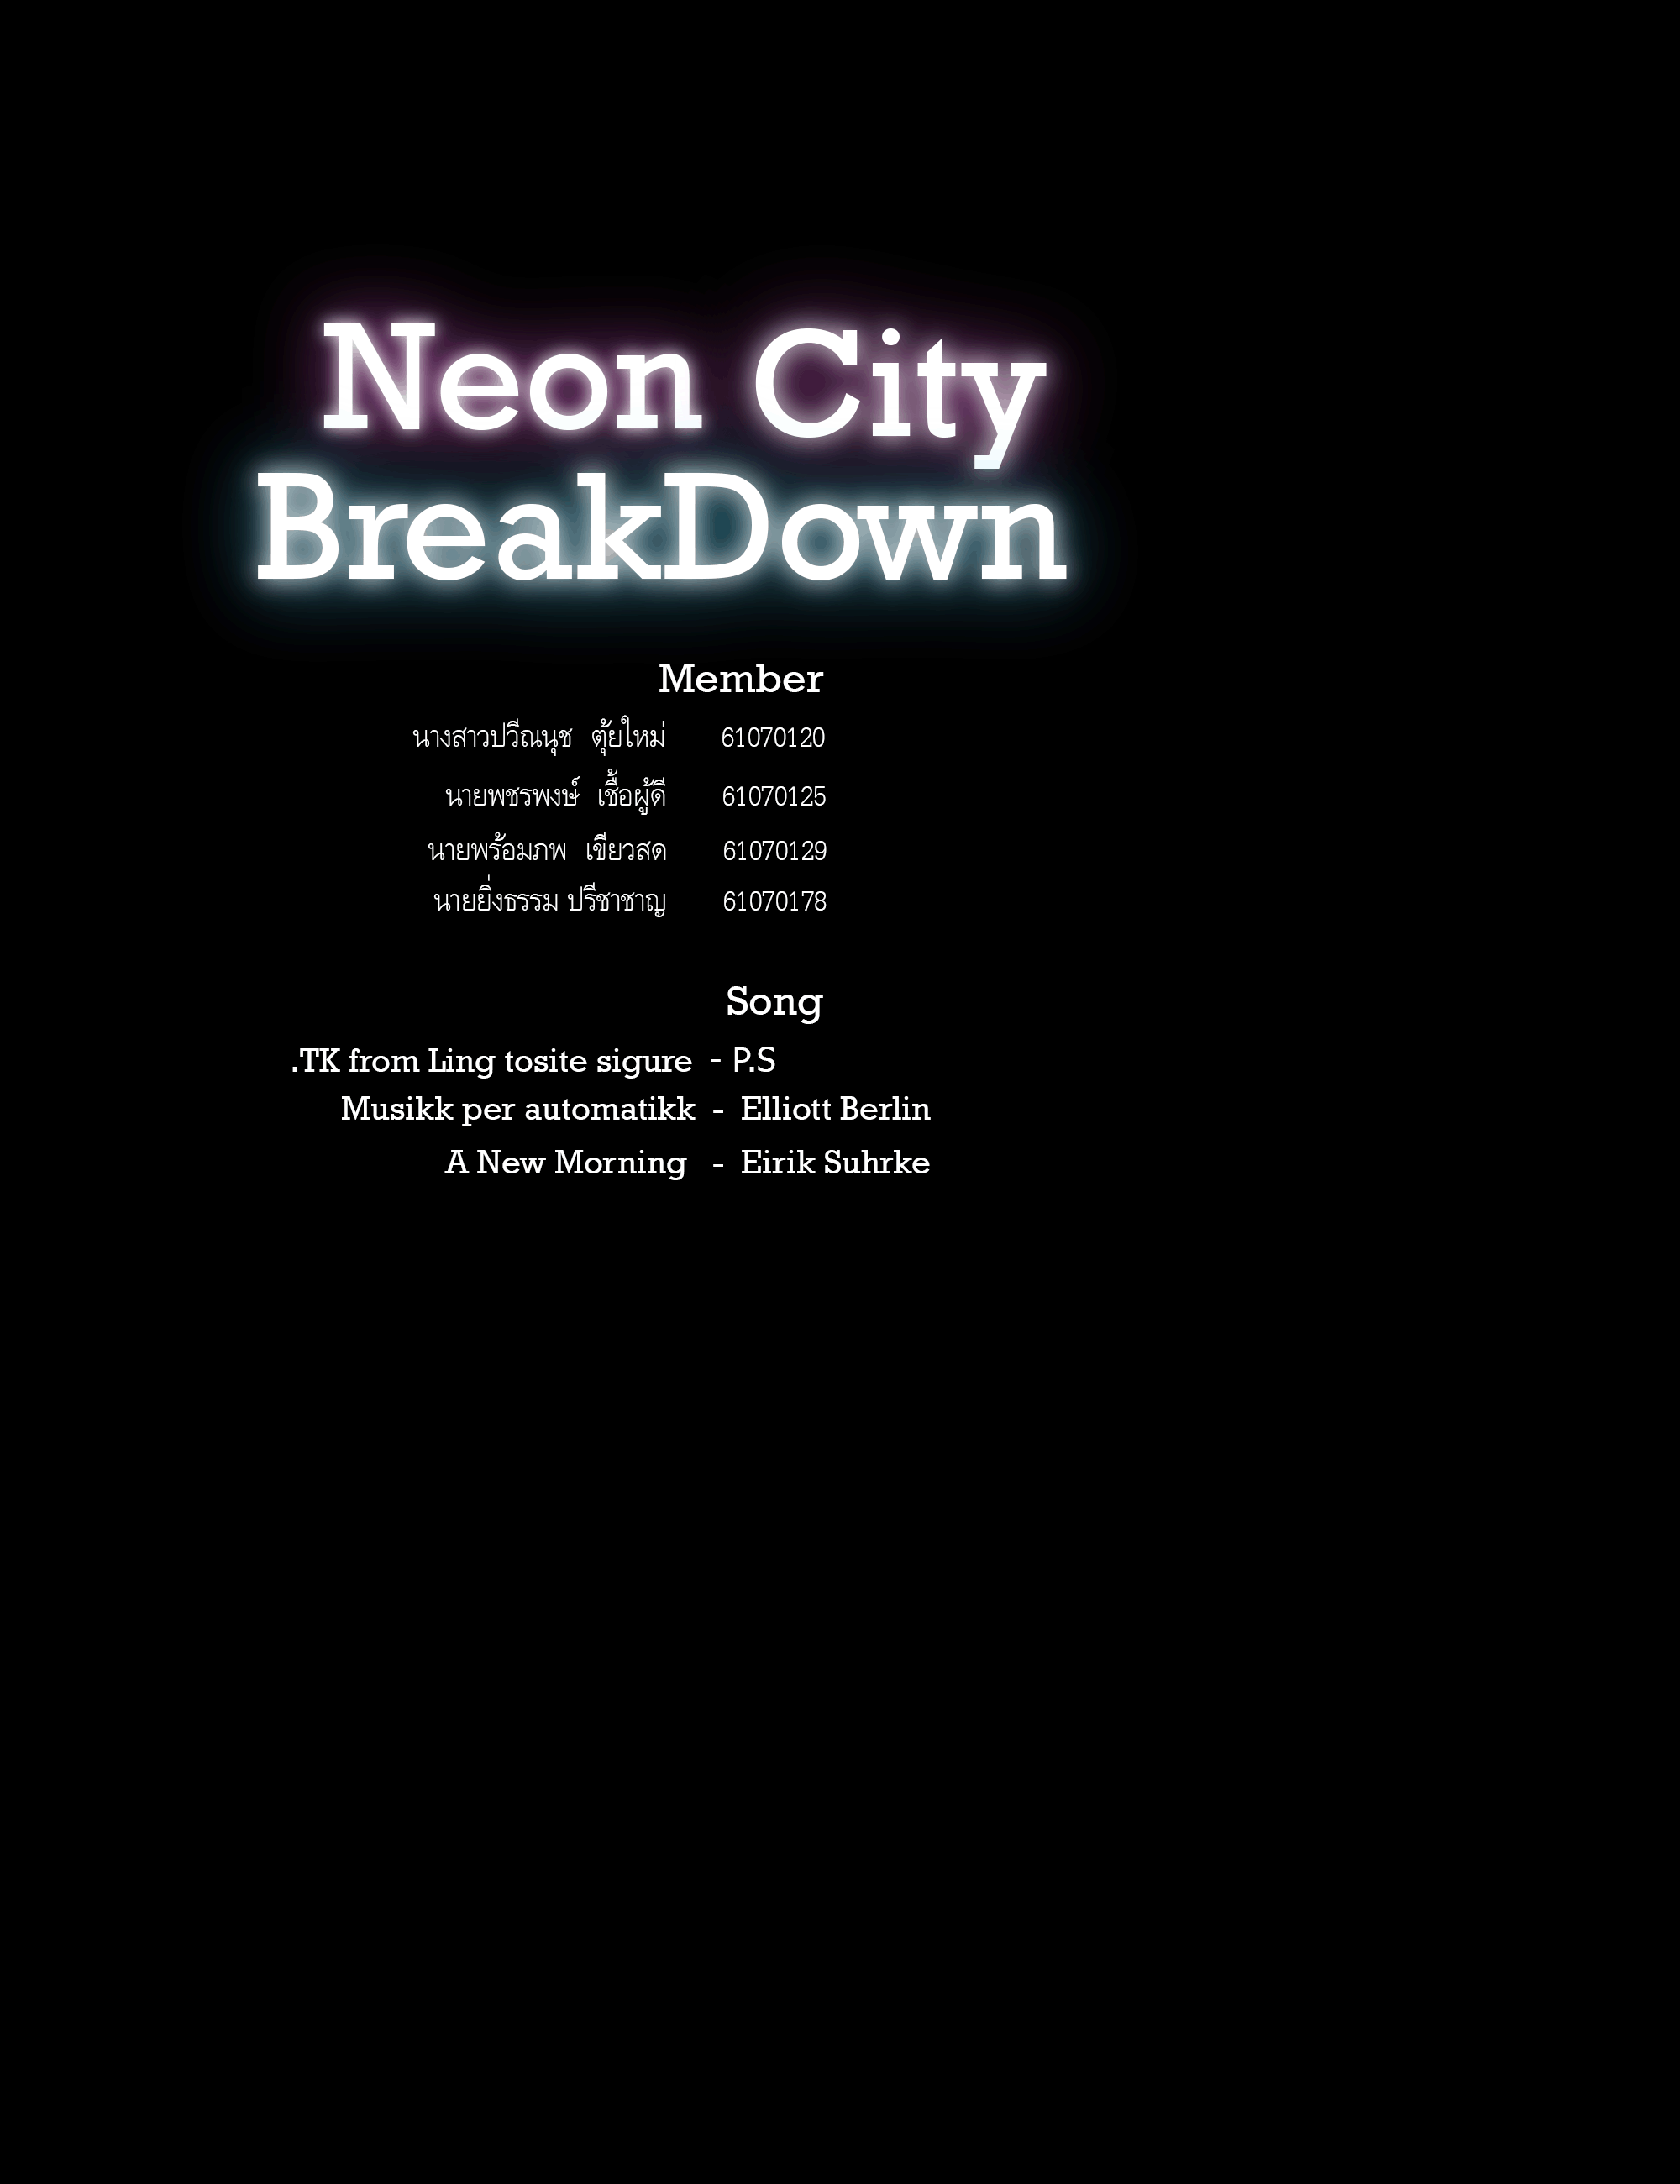 Neon City
BreakDown
Member
นางสาวปวีณนุช ตุ้ยใหม่ 61070120
นายพชรพงษ์ เชื้อผู้ดี 61070125
นายพร้อมภพ เขียวสด 61070129
นายยิ่งธรรม ปรีชาชาญ 61070178
Song
.TK from Ling tosite sigure - P.S
Musikk per automatikk - Elliott Berlin
A New Morning - Eirik Suhrke